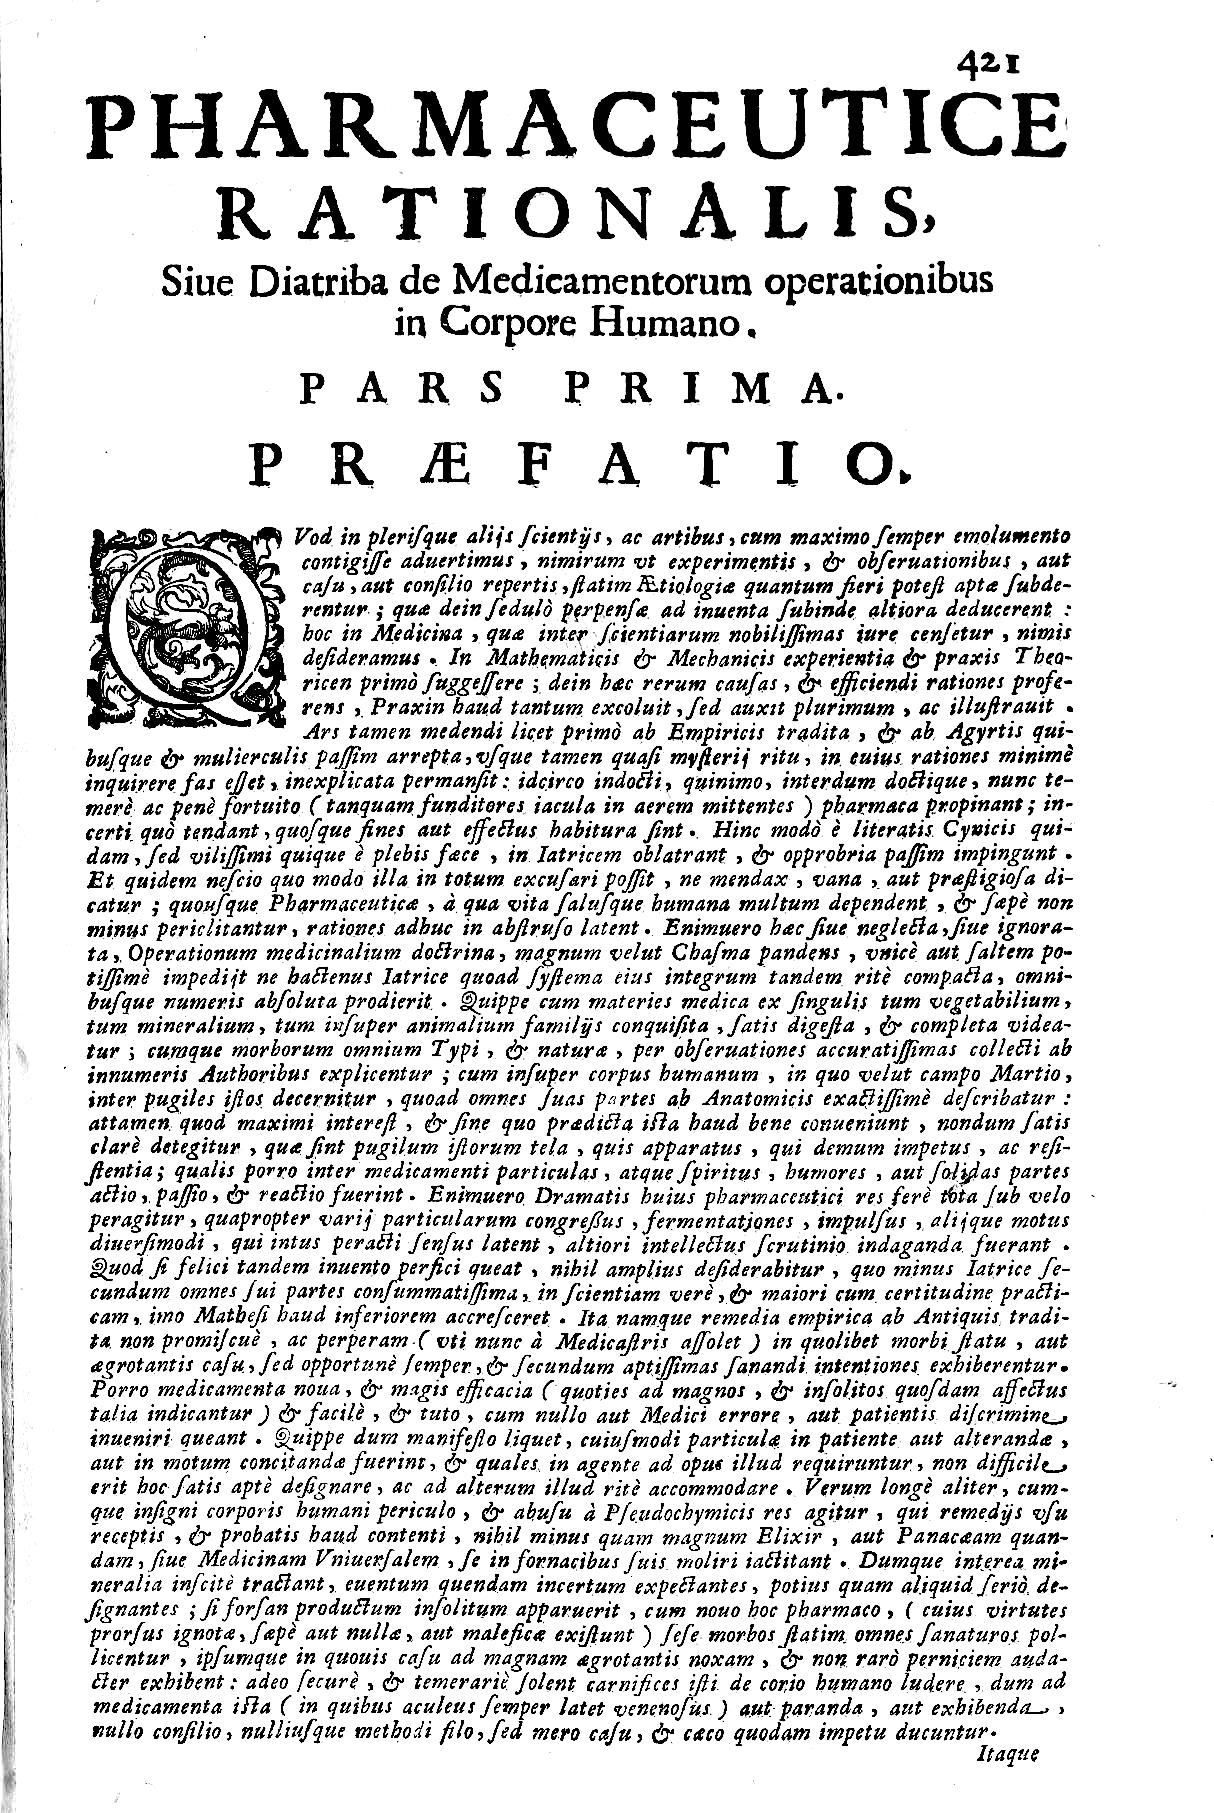 421
PHARMACEUTICE
RATIONALIS,
Siue Diatriba de Medicamentorum operationibus
in Corpore Humano.
PARS PRIMA.
PRÆFATIO.
QVod in pleriſque alijs ſcientijs, ac artibus, cum maximo ſemper emolumento
contigiſſe aduertimus, nimirum vt experimentis, & obſeruationibus, aut
caſu, aut conſilio repertis, ſtatim Ætiologiæ quantum fieri poteſt aptæ ſubde-
rentur; quæ dein ſedulò perpenſæ ad inuenta ſubinde altiora deducerent:
hoc in Medicina, quæ inter ſcientiarum nobiliſſimas iure cenſetur, nimis
deſideramus. In Mathematicis & Mechanicis experientia & praxis Theo-
ricen primò ſuggeſſere; dein hæc rerum cauſas, & efficiendi rationes profe-
rens, Praxin haud tantum excoluit, ſed auxit plurimum, ac illuſtrauit.
Ars tamen medendi licet primò ab Empiricis tradita, & ab Agyrtis qui-
buſque & mulierculis paſſim arrepta, vſque tamen quaſi myſterij ritu, in euius rationes minimè
inquirere fas eſſet, inexplicata permanſit: idcirco indocti, quinimo, interdum doctique, nunc te-
merè ac penè fortuito (tanquam funditores iacula in aerem mittentes) pharmaca propinant; in-
certi quò tendant, quoſque fines aut effectus habitura ſint. Hinc modò è literatis Cynicis qui-
dam, ſed viliſſimi quique è plebis fæce, in Iatricem oblatrant, & opprobria paſſim impingunt.
Et quidem neſcio quo modo illa in totum excuſari poſſit, ne mendax, vana, aut præſtigioſa di-
catur; quouſque Pharmaceuticæ, à qua vita ſaluſque humana multum dependent, & ſæpè non
minus periclitantur, rationes adhuc in abſtruſo latent. Enimuero hæc ſiue neglecta, ſiue ignora-
ta, Operationum medicinalium doctrina, magnum velut Chaſma pandens, vnicè aut ſaltem po-
tiſſimè impedijt ne hactenus Iatrice quoad ſyſtema eius integrum tandem ritè compacta, omni-
buſque numeris abſoluta prodierit. Quippe cum materies medica ex ſingulis tum vegetabilium,
tum mineralium, tum inſuper animalium familijs conquiſita, ſatis digeſta, & completa videa-
tur; cumque morborum omnium Typi, & naturæ, per obſeruationes accuratiſſimas collecti ab
innumeris Authoribus explicentur; cum inſuper corpus humanum, in quo velut campo Martio,
inter pugiles iſtos decernitur, quoad omnes ſuas partes ab Anatomicis exactiſſimè deſcribatur:
attamen quod maximi intereſt, & ſine quo prædicta iſta haud bene conueniunt, nondum ſatis
clarè detegitur, quæ ſint pugilum iſtorum tela, quis apparatus, qui demum impetus, ac reſi-
ſtentia; qualis porro inter medicamenti particulas, atque ſpiritus, humores, aut ſolidas partes
actio, paſſio, & reactio fuerint. Enimuero Dramatis huius pharmaceutici res ferè tota ſub velo
peragitur, quapropter varij particularum congreßus, fermentationes, impulſus, alijque motus
diuerſimodi, qui intus peracti ſenſus latent, altiori intellectus ſcrutinio indaganda fuerant.
Quod ſi felici tandem inuento perfici queat, nihil amplius deſiderabitur, quo minus Iatrice ſe-
cundum omnes ſui partes conſummatiſſima, in ſcientiam verè, & maiori cum certitudine practi-
cam, imo Matheſi haud inferiorem accreſceret. Ita namque remedia empirica ab Antiquis tradi-
ta non promiſcuè, ac perperam (vti nunc à Medicaſtris aſſolet) in quolibet morbi ſtatu, aut
ægrotantis caſu, ſed opportunè ſemper, & ſecundum aptiſſimas ſanandi intentiones exhiberentur.
Porro medicamenta noua, & magis efficacia (quoties ad magnos, & inſolitos quoſdam affectus
talia indicantur) & facilè, & tuto, cum nullo aut Medici errore, aut patientis diſcrimine
inueniri queant. Quippe dum manifeſto liquet, cuiuſmodi particulæ in patiente aut alterandæ,
aut in motum concitandæ fuerint, & quales in agente ad opus illud requiruntur, non difficile
erit hoc ſatis aptè deſignare, ac ad alterum illud ritè accommodare. Verum longè aliter, cum-
que inſigni corporis humani periculo, & abuſu à Pſeudochymicis res agitur, qui remedijs vſu
receptis, & probatis haud contenti, nihil minus quam magnum Elixir, aut Panacæam quan-
dam, ſiue Medicinam Vniuerſalem, ſe in fornacibus ſuis moliri iactitant. Dumque interea mi-
neralia inſcitè tractant, euentum quendam incertum expectantes, potius quam aliquid ſeriò de-
ſignantes; ſi forſan productum inſolitum apparuerit, cum nouo hoc pharmaco, (cuius virtutes
prorſus ignotæ, ſæpè aut nullæ, aut maleficæ exiſtunt) ſeſe morbos ſtatim omnes ſanaturos pol-
licentur, ipſumque in quouis caſu ad magnam ægrotantis noxam, & non rarò perniciem auda-
cter exhibent: adeo ſecurè, & temerariè ſolent carnifices iſti de corio humano ludere, dum ad
medicamenta iſta (in quibus aculeus ſemper latet venenoſus) aut paranda, aut exhibenda,
nullo conſilio, nulliuſque methodi filo, ſed mero caſu, & cæco quodam impetu ducuntur.
Itaque